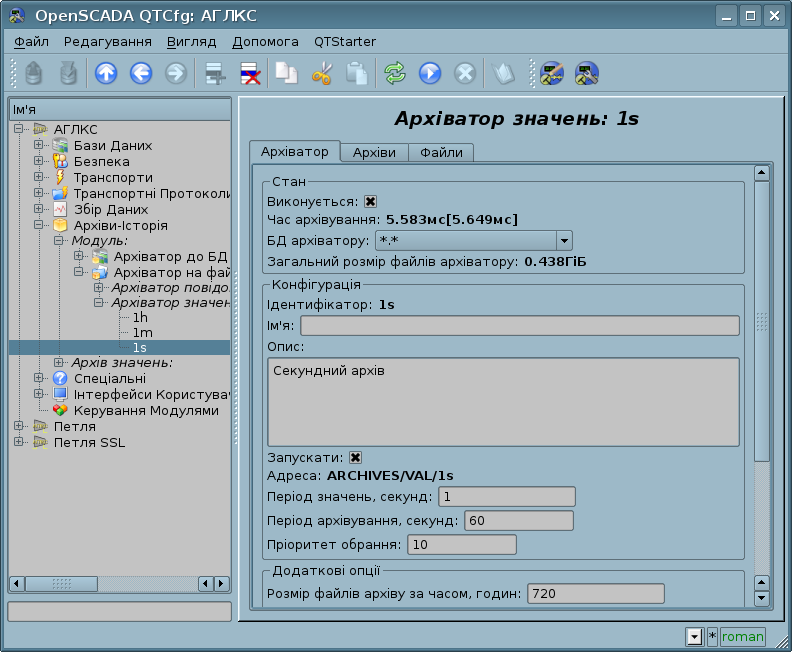 OpenSCADA QTCfg: АГЛКС
Файл Редагування Вигляд Допомога QTStarter
Ім'я
АГЛКС
Бази Даних
Безпека
Транспорти
Транспортні Протоколи
Збір Даних
Архіви-Історія
Модуль:
Архіватор до БД
Архіватор на фай
Архіватор повідо
Архіватор значен
1h
1m
1s
Архів значень:
Спеціальні
Інтерфейси Користувач
Керування Модулями
Петля
Петля SSL
Архіватор значень: 1s
Архіватор Архіви Файли
Стан
Виконується:
Час архівування: 5.583мс[5.649мс]
БД архіватору: *.*
Загальний розмір файлів архіватору: 0.438ГіБ
Конфігурація
Ідентифікатор: 1s
Ім'я:
Опис:
Секундний архів
Запускати:
Адреса: ARCHIVES/VAL/1s
Період значень, секунд: 1
Період архівування, секунд: 60
Пріоритет обрання: 10
Додаткові опції
Розмір файлів архіву за часом, годин: 720
* roman